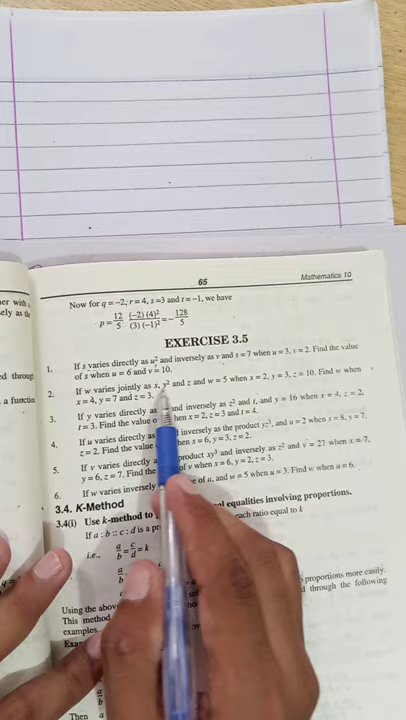 65
Mathematics 10
Now for q = –2, r = 4, s = 3 and t = –1, we have
p = 12/5 (–2)(4)²/(3)(–1)² = – 128/5
EXERCISE 3.5
1. If s varies directly as u² and inversely as v and s = 7 when u = 3, v = 2. Find the value
of s when u = 6 and v = 10.
2. If w varies jointly as x, y² and z and w = 5 when x = 2, y = 3, z = 10. Find w when
x = 4, y = 7 and z = 3.
3. If y varies directly as and inversely as z² and t, and y = 16 when x = 4, z = 2,
t = 3. Find the value o when x = 2, z = 3 and t = 4.
4. If u varies directly as and inversely as the product yz³, and u = 2 when x = 8, y = 7,
z = 2. Find the value when x = 6, y = 3, z = 2.
5. If v varies directly product xy³ and inversely as z² and v = 27 when x = 7,
y = 6, z = 7. Find the of v when x = 6, y = 2, z = 3.
6. If w varies inversely of u, and w = 5 when u = 3. Find w when u = 6.
3.4. K-Method
3.4(i) Use k-method to equalities involving proportions.
If a : b :: c : d is a pr each ratio equal to k
i.e., a/b = c/d = k
a/b
proportions more easily.
Using the abov d through the following
This method
examples.
Exa
a/b
Then a